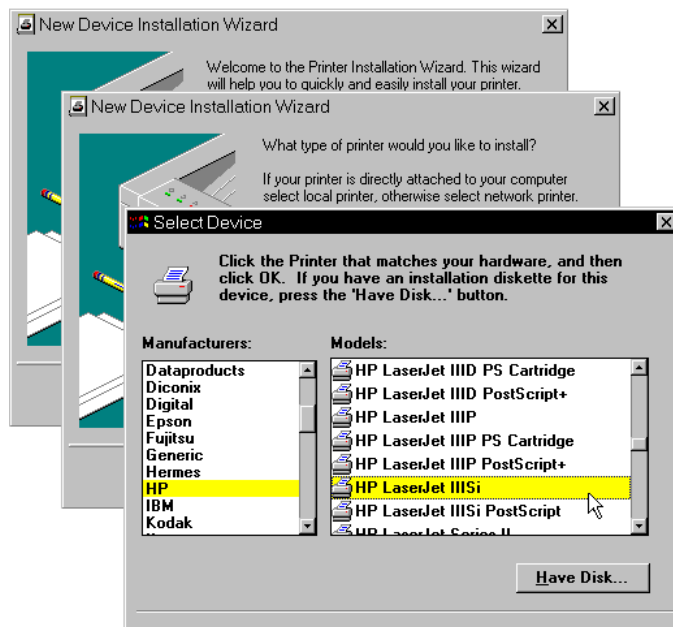 New Device Installation Wizard
Welcome to the Printer Installation Wizard. This wizard
will help you to quickly and easily install your printer.
New Device Installation Wizard
What type of printer would you like to install?
If your printer is directly attached to your computer
select local printer, otherwise select network printer.
Select Device
Click the Printer that matches your hardware, and then
click OK. If you have an installation diskette for this
device, press the 'Have Disk...' button.
Manufacturers:
Dataproducts
Diconix
Digital
Epson
Fujitsu
Generic
Hermes
HP
IBM
Kodak
Models:
HP LaserJet IIID PS Cartridge
HP LaserJet IIID PostScript+
HP LaserJet IIIP
HP LaserJet IIIP PS Cartridge
HP LaserJet IIIP PostScript+
HP LaserJet IIISi
HP LaserJet IIISi PostScript
HP LaserJet Series II
Have Disk...